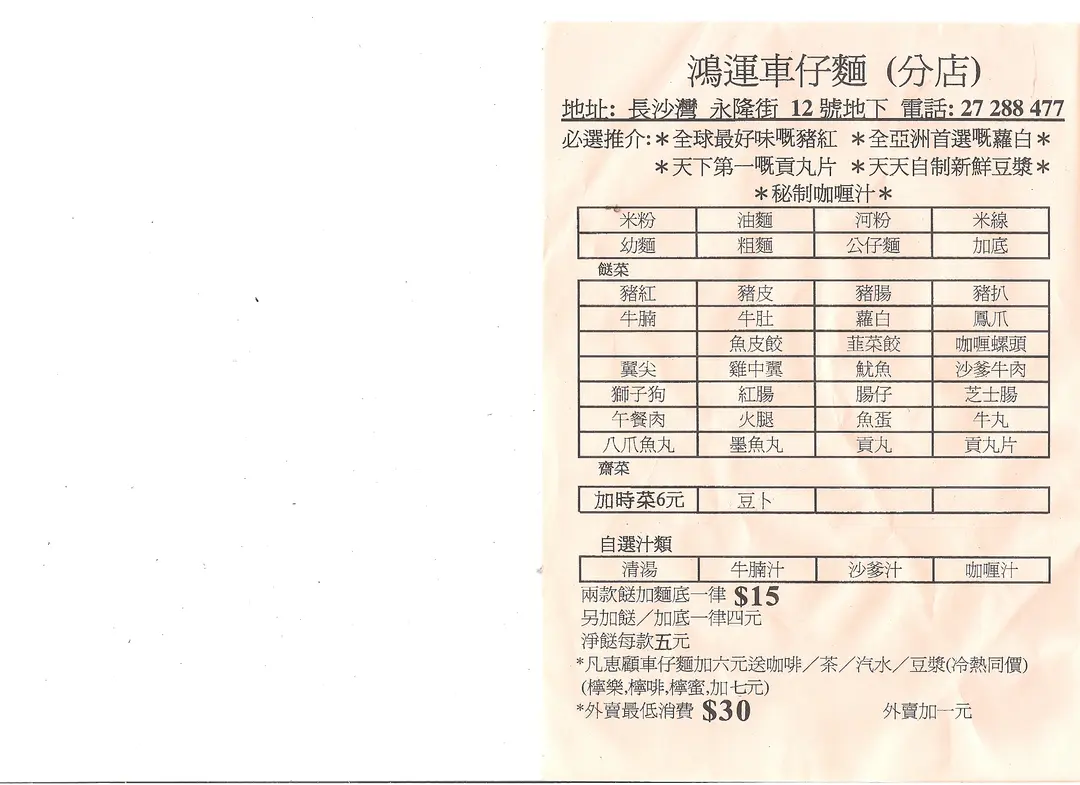 鴻運車仔麵 (分店)
地址: 長沙灣 永隆街 12 號地下 電話: 27 288 477
必選推介:＊全球最好味嘅豬紅 ＊全亞洲首選嘅蘿白＊
＊天下第一嘅貢丸片 ＊天天自制新鮮豆漿＊
＊秘制咖喱汁＊
米粉 油麵 河粉 米線
幼麵 粗麵 公仔麵 加底
餸菜
豬紅 豬皮 豬腸 豬扒
牛腩 牛肚 蘿白 鳳爪
魚皮餃 韮菜餃 咖喱螺頭
翼尖 雞中翼 魷魚 沙爹牛肉
獅子狗 紅腸 腸仔 芝士腸
午餐肉 火腿 魚蛋 牛丸
八爪魚丸 墨魚丸 貢丸 貢丸片
齋菜
加時菜6元 豆卜
自選汁類
清湯 牛腩汁 沙爹汁 咖喱汁
兩款餸加麵底一律 $15
另加餸／加底一律四元
淨餸每款五元
*凡惠顧車仔麵加六元送咖啡／茶／汽水／豆漿(冷熱同價)
(檸樂,檸啡,檸蜜,加七元)
*外賣最低消費 $30 外賣加一元